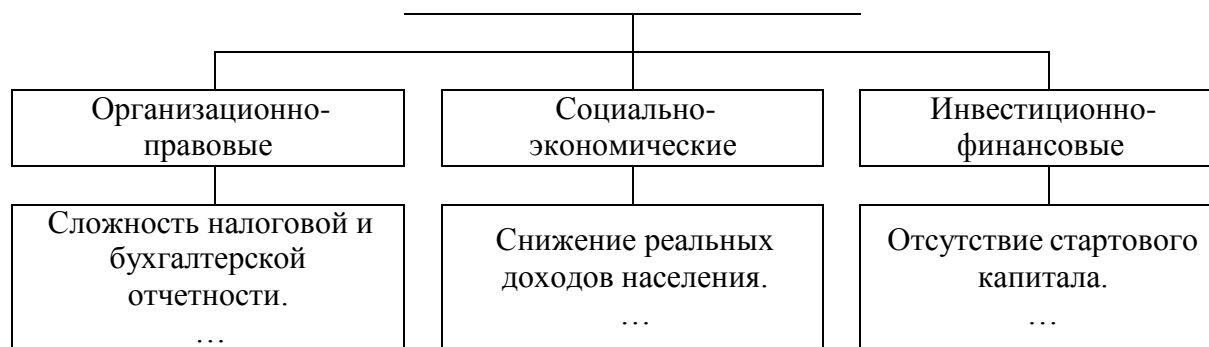 Организационно-
правовые
Социально-
экономические
Инвестиционно-
финансовые
Сложность налоговой и
бухгалтерской
отчетности.
…
Снижение реальных
доходов населения.
…
Отсутствие стартового
капитала.
…